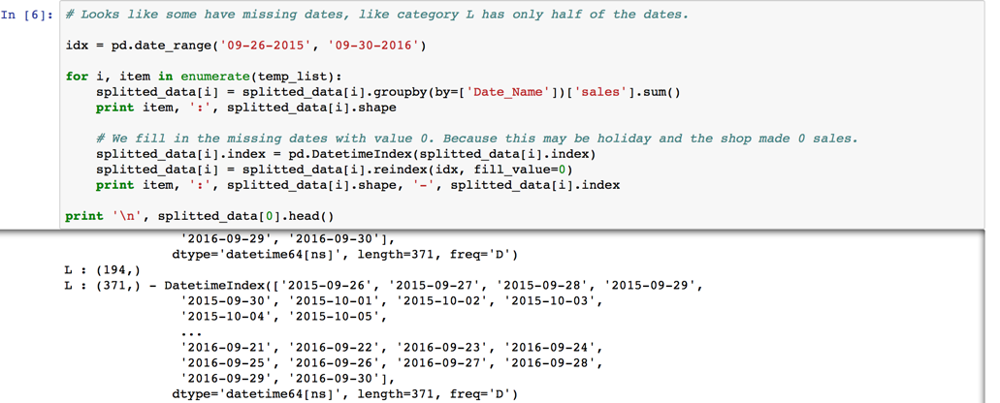 In [6]: # Looks like some have missing dates, like category L has only half of the dates.
idx = pd.date_range('09-26-2015', '09-30-2016')
for i, item in enumerate(temp_list):
    splitted_data[i] = splitted_data[i].groupby(by=['Date_Name'])['sales'].sum()
    print item, ':', splitted_data[i].shape
    # We fill in the missing dates with value 0. Because this may be holiday and the shop made 0 sales.
    splitted_data[i].index = pd.DatetimeIndex(splitted_data[i].index)
    splitted_data[i] = splitted_data[i].reindex(idx, fill_value=0)
    print item, ':', splitted_data[i].shape, '-', splitted_data[i].index
print '\n', splitted_data[0].head()
'2016-09-29', '2016-09-30'],
dtype='datetime64[ns]', length=371, freq='D')
L : (194,)
L : (371,) - DatetimeIndex(['2015-09-26', '2015-09-27', '2015-09-28', '2015-09-29',
'2015-09-30', '2015-10-01', '2015-10-02', '2015-10-03',
'2015-10-04', '2015-10-05',
...
'2016-09-21', '2016-09-22', '2016-09-23', '2016-09-24',
'2016-09-25', '2016-09-26', '2016-09-27', '2016-09-28',
'2016-09-29', '2016-09-30'],
dtype='datetime64[ns]', length=371, freq='D')